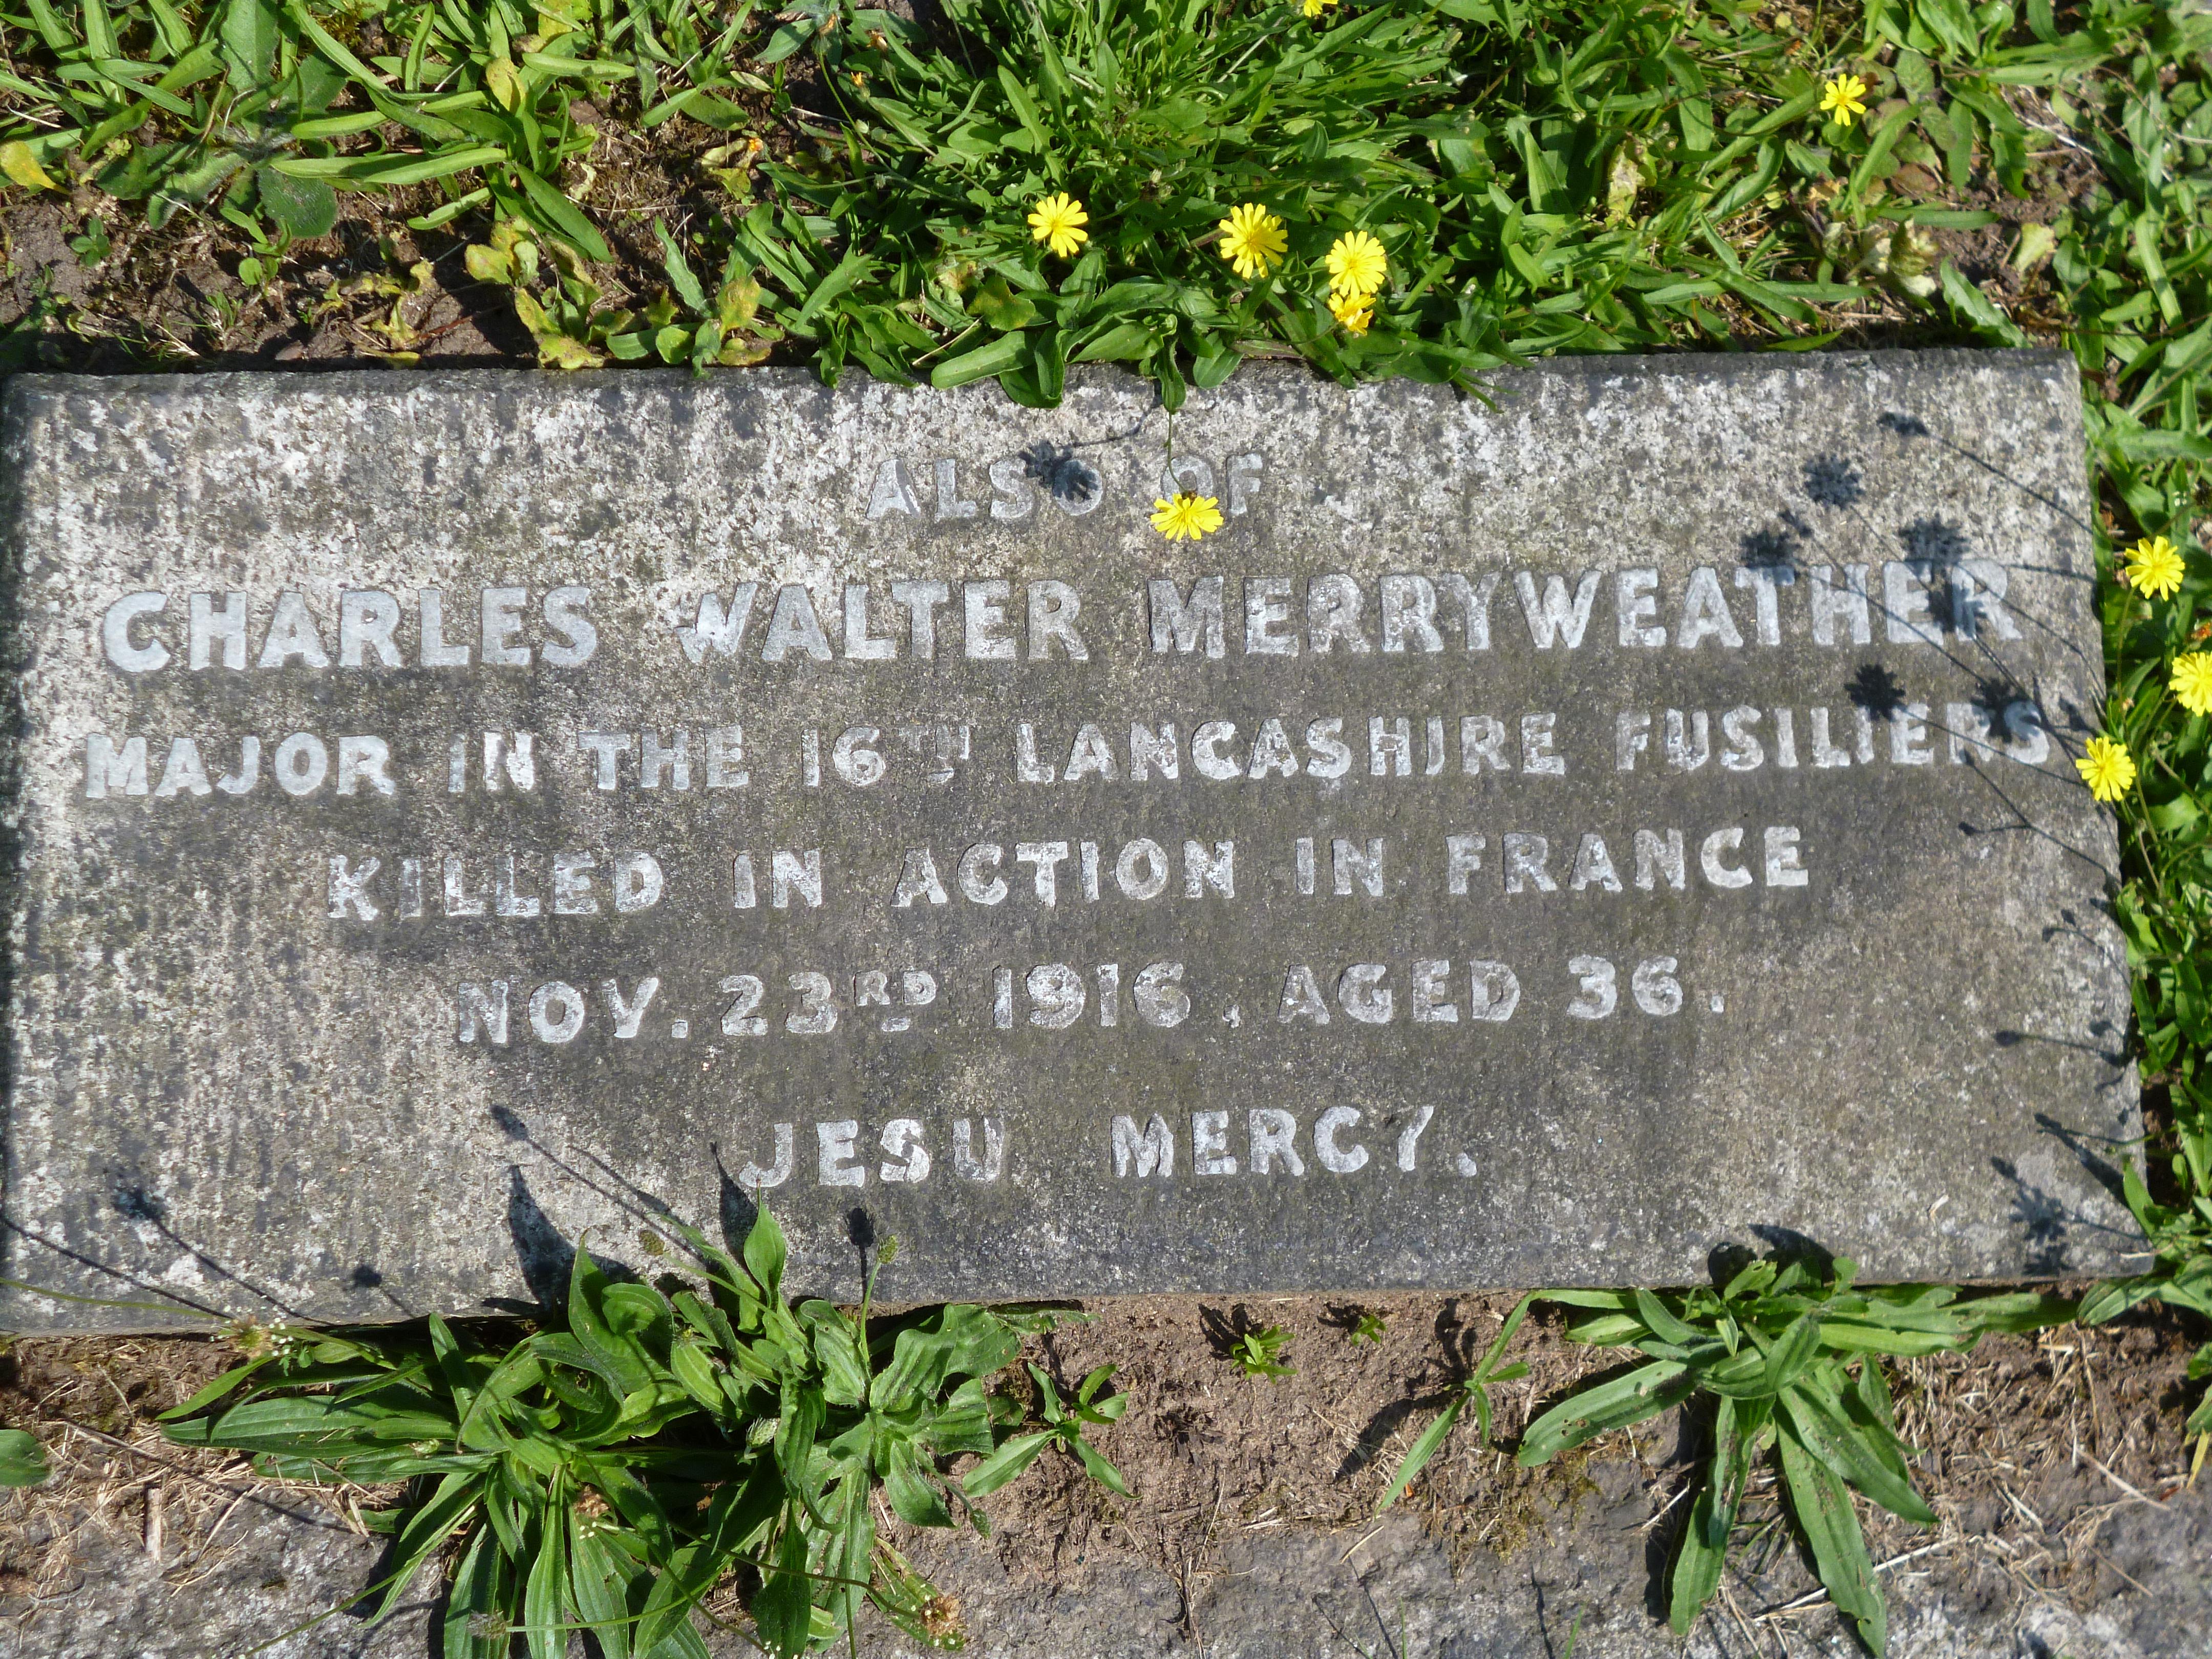 ALSO OF
CHARLES WALTER MERRYWEATHER
MAJOR IN THE 16TH LANCASHIRE FUSILIERS
KILLED IN ACTION IN FRANCE
NOV. 23RD 1916, AGED 36.
JESU MERCY.